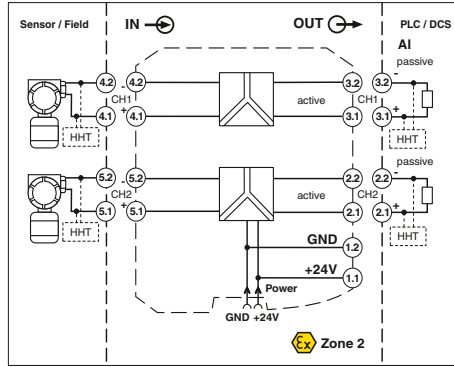 Sensor / Field IN OUT PLC / DCS
AI
passive
4.2 - 4.2 3.2 3.2 -
CH1 CH1
4.1 + 4.1 active 3.1 3.1 +
HHT HHT
passive
5.2 - 5.2 2.2 2.2 -
CH2 CH2
5.1 + 5.1 active 2.1 2.1 +
HHT HHT
GND 1.2
+24V 1.1
Power
GND +24V
Ex Zone 2